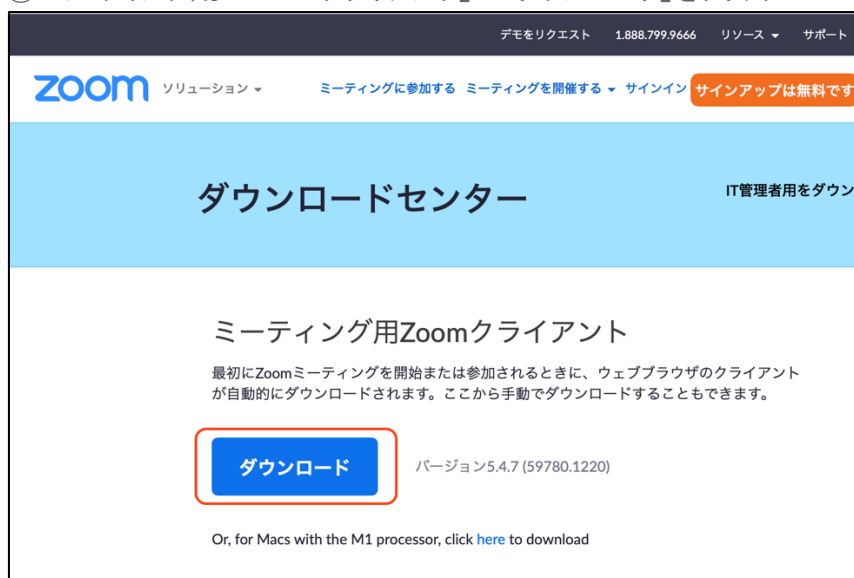 デモをリクエスト 1.888.799.9666 リソース サポート
zoom ソリューション ミーティングに参加する ミーティングを開催する サインイン サインアップは無料です
ダウンロードセンター
IT管理者用をダウン
ミーティング用Zoomクライアント
最初にZoomミーティングを開始または参加されるときに、ウェブブラウザのクライアント
が自動的にダウンロードされます。ここから手動でダウンロードすることもできます。
ダウンロード バージョン5.4.7 (59780.1220)
Or, for Macs with the M1 processor, click here to download